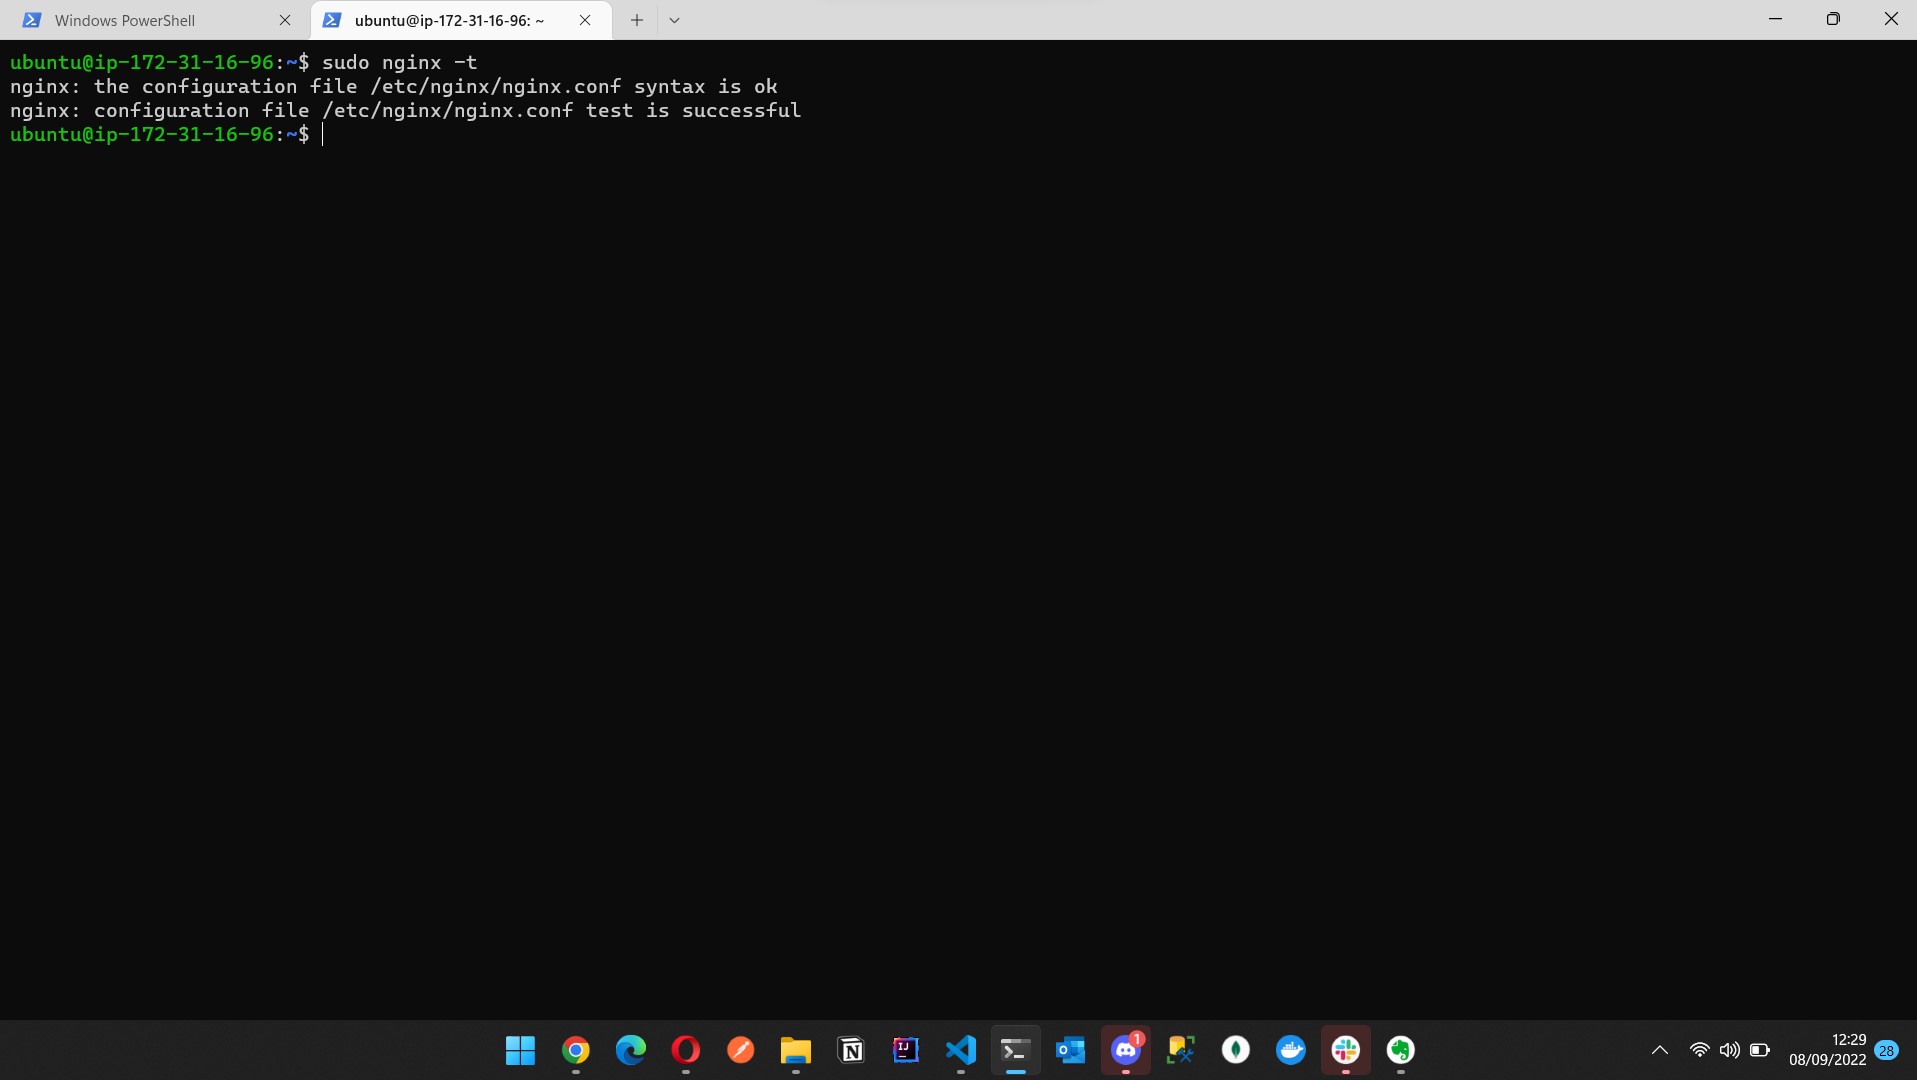 Windows PowerShell
ubuntu@ip-172-31-16-96: ~
ubuntu@ip-172-31-16-96:~$ sudo nginx -t
nginx: the configuration file /etc/nginx/nginx.conf syntax is ok
nginx: configuration file /etc/nginx/nginx.conf test is successful
ubuntu@ip-172-31-16-96:~$
IJ
1
12:29
08/09/2022
28